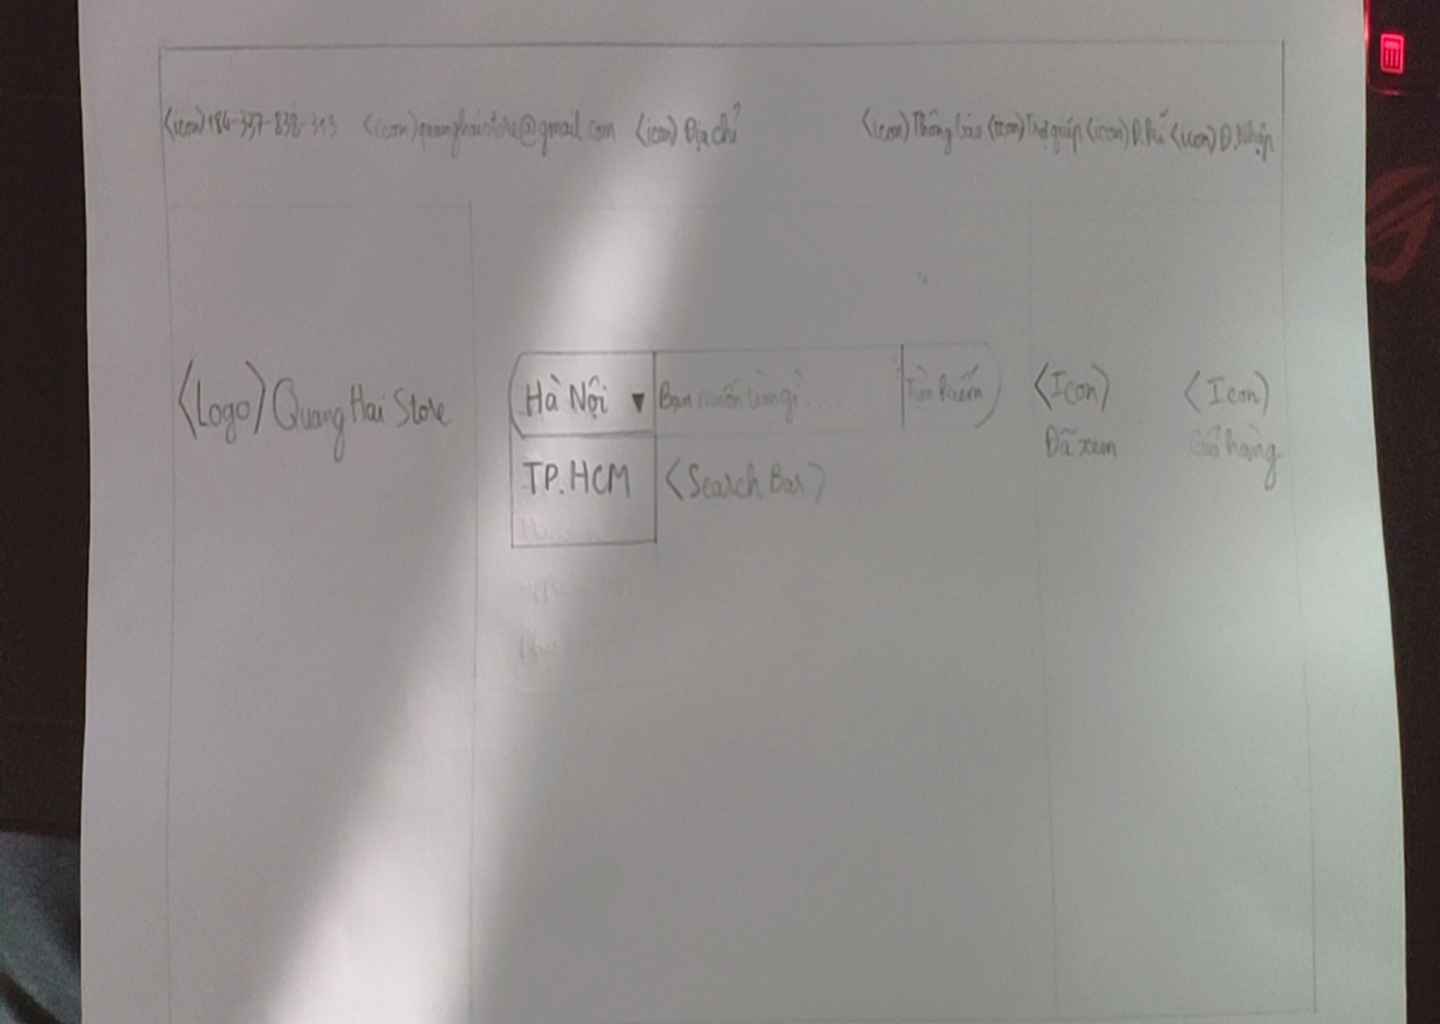 <icon> +84-337-838-313 <icon> quanghaistore@gmail.com <icon> Địa chỉ <icon> Thông báo <icon> Trợ giúp <icon> Đ.Kí <icon> Đ.Nhập
<Logo> Quang Hai Store
Hà Nội ▼ Bạn muốn tìm gì.... Tìm kiếm
<Icon> <Icon>
Đã xem Giỏ hàng
TP.HCM <Search Bar>